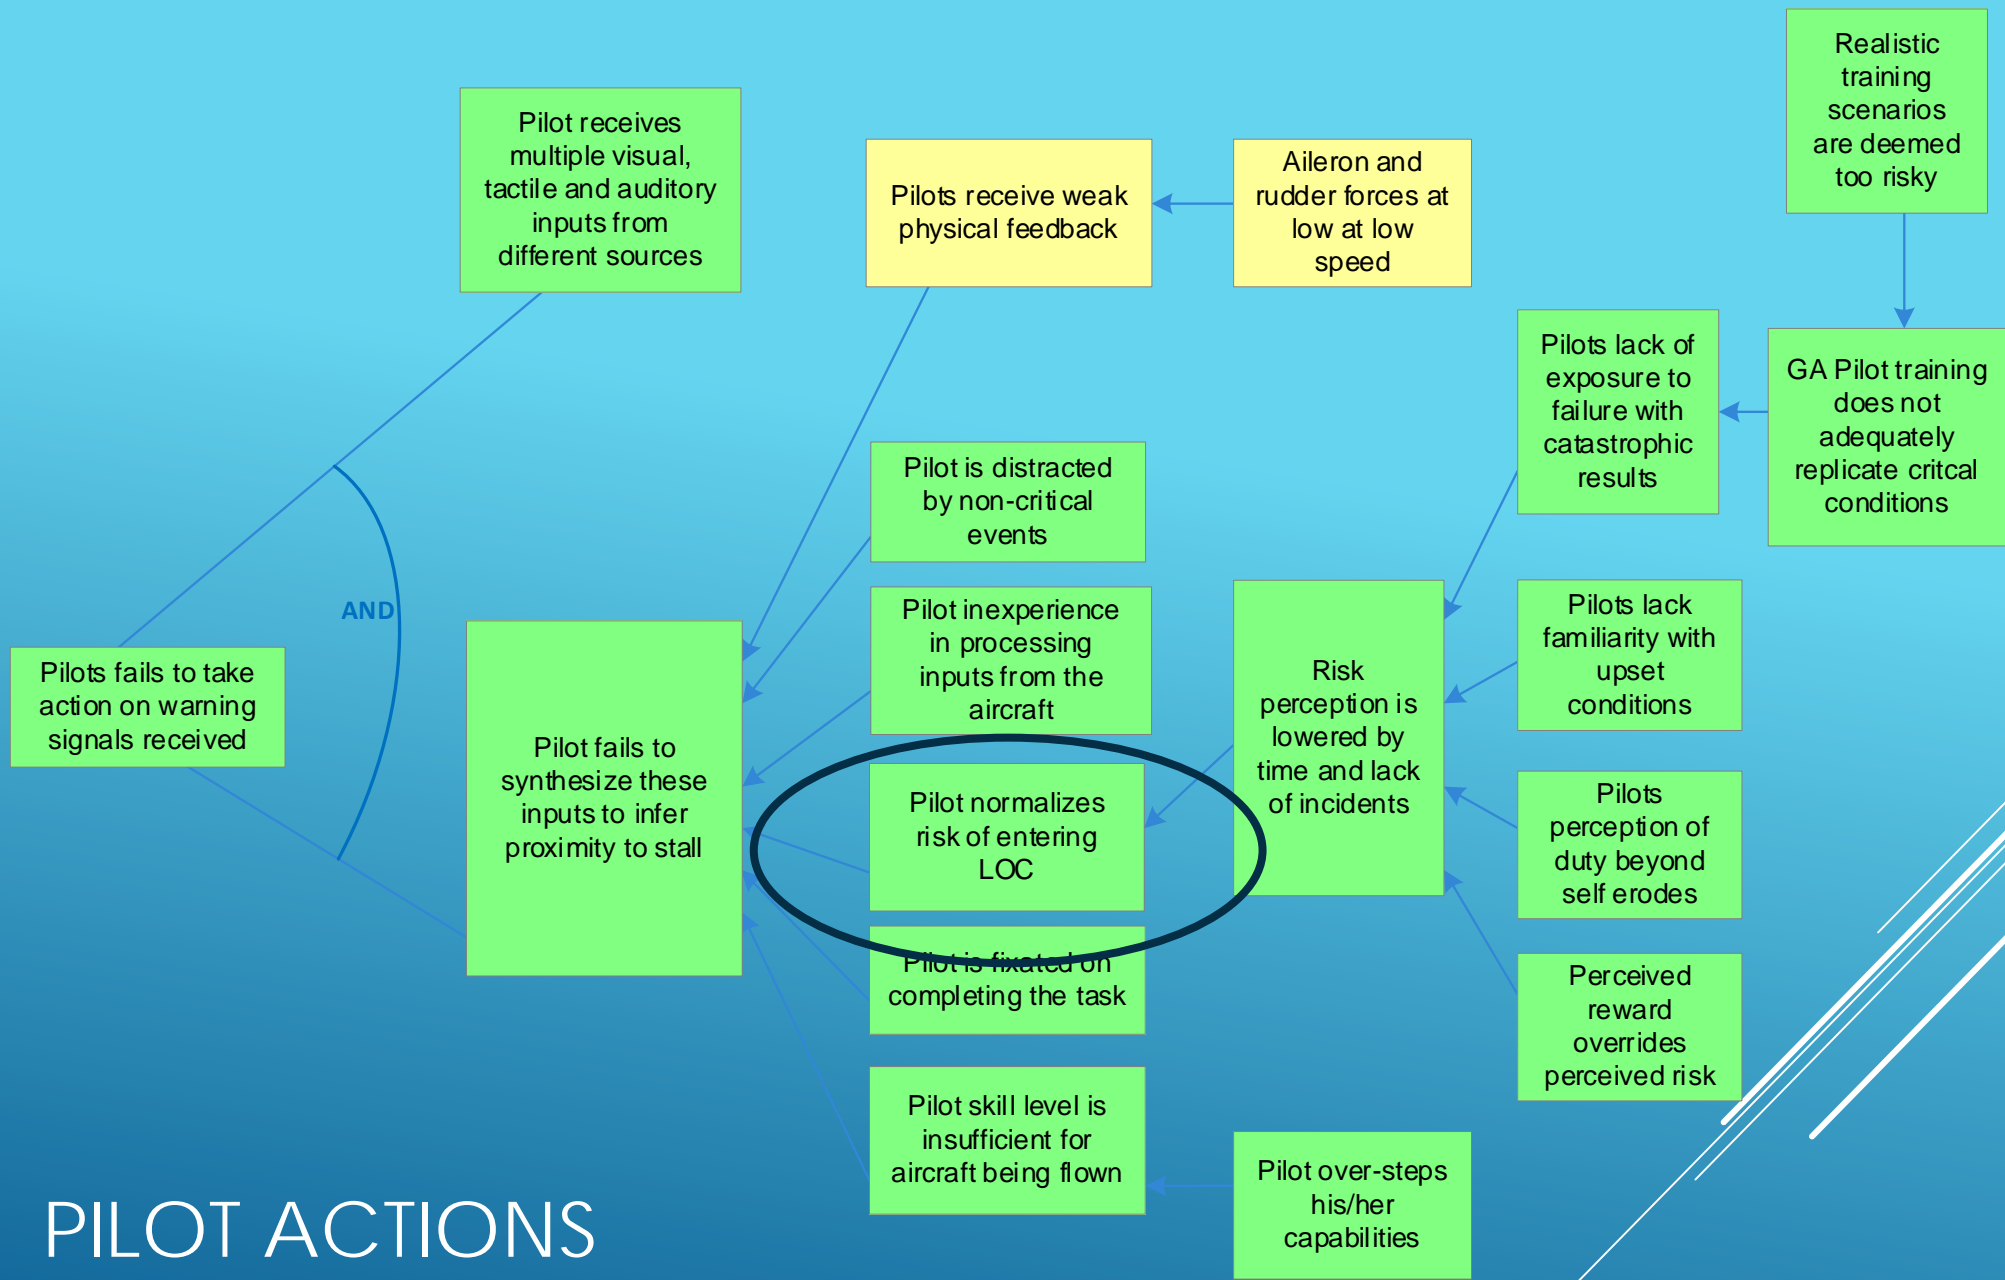 Realistic
training
scenarios
are deemed
too risky
Pilot receives
multiple visual,
tactile and auditory
inputs from
different sources
Pilots receive weak
physical feedback
Aileron and
rudder forces at
low at low
speed
Pilots lack of
exposure to
failure with
catastrophic
results
GA Pilot training
does not
adequately
replicate critcal
conditions
Pilot is distracted
by non-critical
events
AND
Pilot inexperience
in processing
inputs from the
aircraft
Pilots lack
familiarity with
upset
conditions
Pilots fails to take
action on warning
signals received
Pilot fails to
synthesize these
inputs to infer
proximity to stall
Risk
perception is
lowered by
time and lack
of incidents
Pilot normalizes
risk of entering
LOC
Pilots
perception of
duty beyond
self erodes
Pilot is fixated on
completing the task
Perceived
reward
overrides
perceived risk
Pilot skill level is
insufficient for
aircraft being flown
Pilot over-steps
his/her
capabilities
PILOT ACTIONS